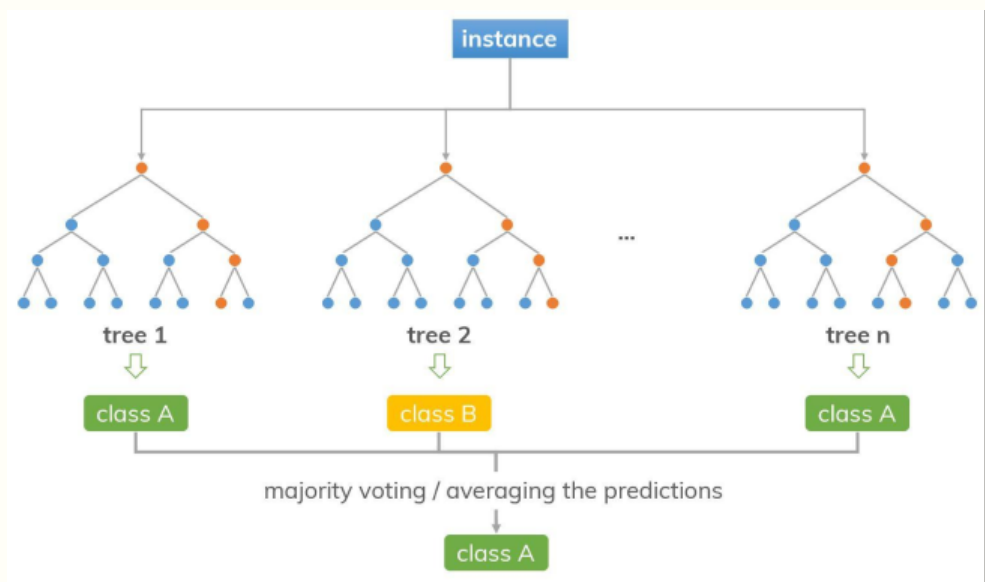 instance
...
tree 1
tree 2
tree n
class A
class B
class A
majority voting / averaging the predictions
class A